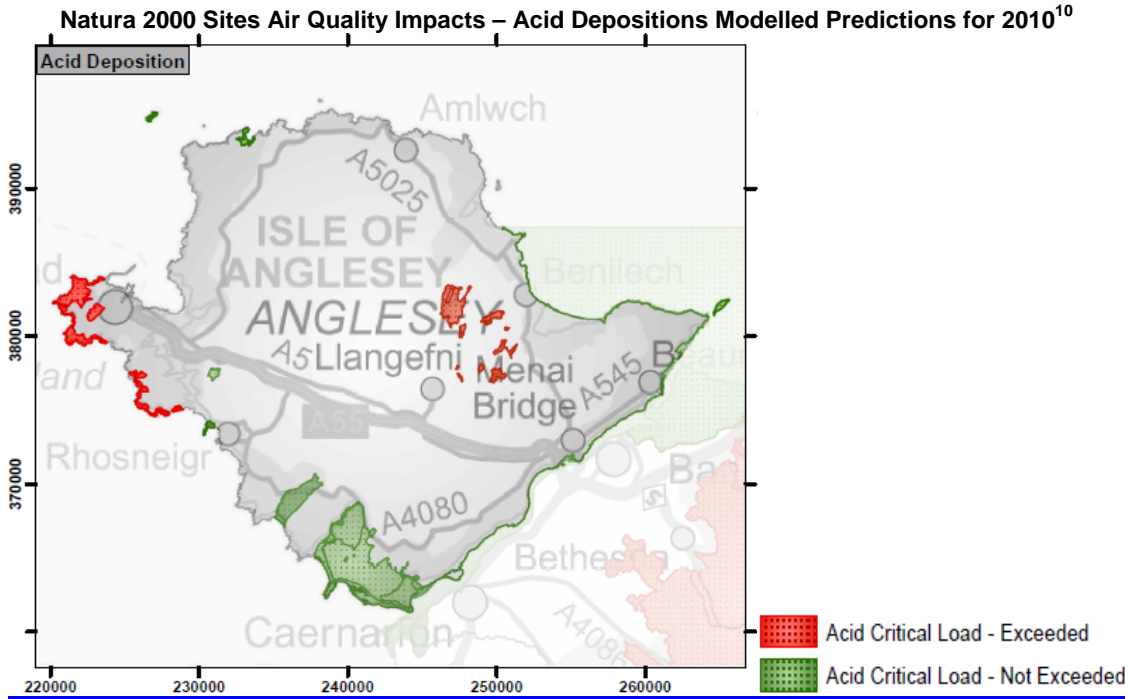 Natura 2000 Sites Air Quality Impacts – Acid Depositions Modelled Predictions for 2010¹⁰
Acid Deposition
Amlwch
A5025
390000
ISLE OF
ANGLESEY
Benllech
ANGLESEY
380000
A5
Llangefni
Menai
Bridge
A545
land
A55
Rhosneigr
370000
A4080
Bethesda
Caernarfon
A4086
Acid Critical Load - Exceeded
Acid Critical Load - Not Exceeded
220000 230000 240000 250000 260000